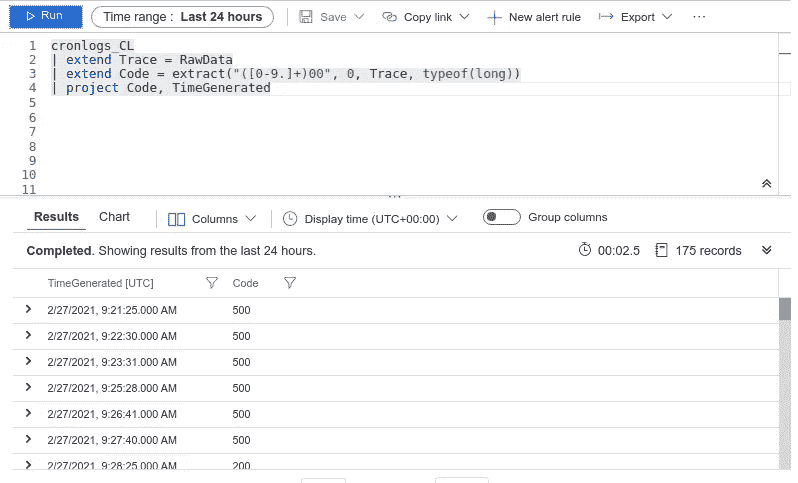 Run Time range : Last 24 hours Save Copy link New alert rule Export ...
1 cronlogs_CL
2 | extend Trace = RawData
3 | extend Code = extract("([0-9.]+)00", 0, Trace, typeof(long))
4 | project Code, TimeGenerated
5
6
7
8
9
10
11
Results Chart Columns Display time (UTC+00:00) Group columns
Completed. Showing results from the last 24 hours. 00:02.5 175 records
TimeGenerated [UTC] Code
2/27/2021, 9:21:25.000 AM 500
2/27/2021, 9:22:30.000 AM 500
2/27/2021, 9:23:31.000 AM 500
2/27/2021, 9:25:28.000 AM 500
2/27/2021, 9:26:41.000 AM 500
2/27/2021, 9:27:40.000 AM 500
2/27/2021, 9:28:25.000 AM 200